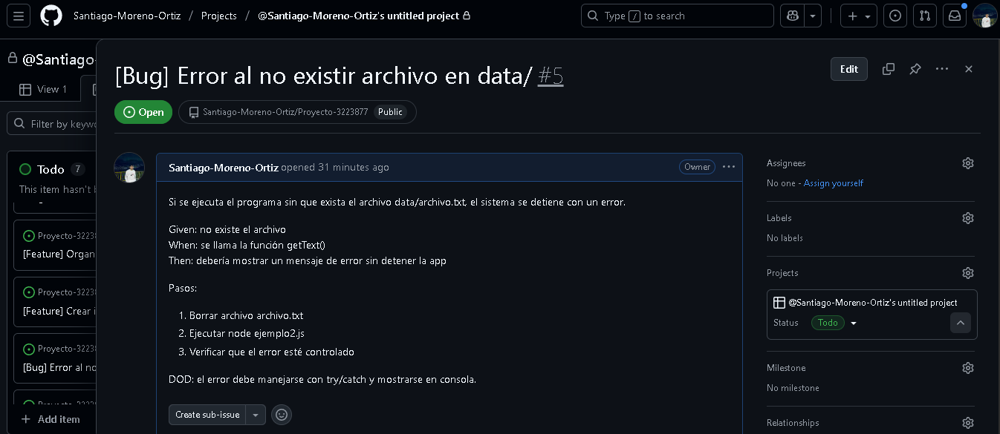 Santiago-Moreno-Ortiz / Projects / @Santiago-Moreno-Ortiz's untitled project
Type / to search
@Santiago-
View 1
Filter by keywo
Todo 7
This item hasn't b
Proyecto-3223
[Feature] Organ
Proyecto-3223
[Feature] Crear i
Proyecto-3223
[Bug] Error al no
Proyecto-3223
+ Add item
[Bug] Error al no existir archivo en data/ #5
Edit
Open
Santiago-Moreno-Ortiz/Proyecto-3223877 Public
Santiago-Moreno-Ortiz opened 31 minutes ago
Owner
Si se ejecuta el programa sin que exista el archivo data/archivo.txt, el sistema se detiene con un error.
Given: no existe el archivo
When: se llama la función getText()
Then: debería mostrar un mensaje de error sin detener la app
Pasos:
1. Borrar archivo archivo.txt
2. Ejecutar node ejemplo2.js
3. Verificar que el error esté controlado
DOD: el error debe manejarse con try/catch y mostrarse en consola.
Create sub-issue
Assignees
No one - Assign yourself
Labels
No labels
Projects
@Santiago-Moreno-Ortiz's untitled project
Status Todo
Milestone
No milestone
Relationships